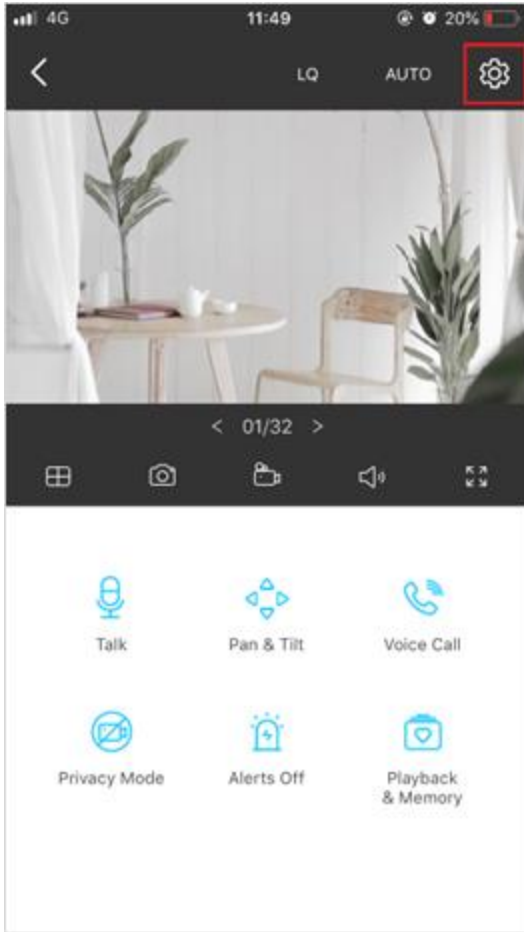 4G 11:49 20%
LQ AUTO
< 01/32 >
Talk Pan & Tilt Voice Call
Privacy Mode Alerts Off Playback
& Memory